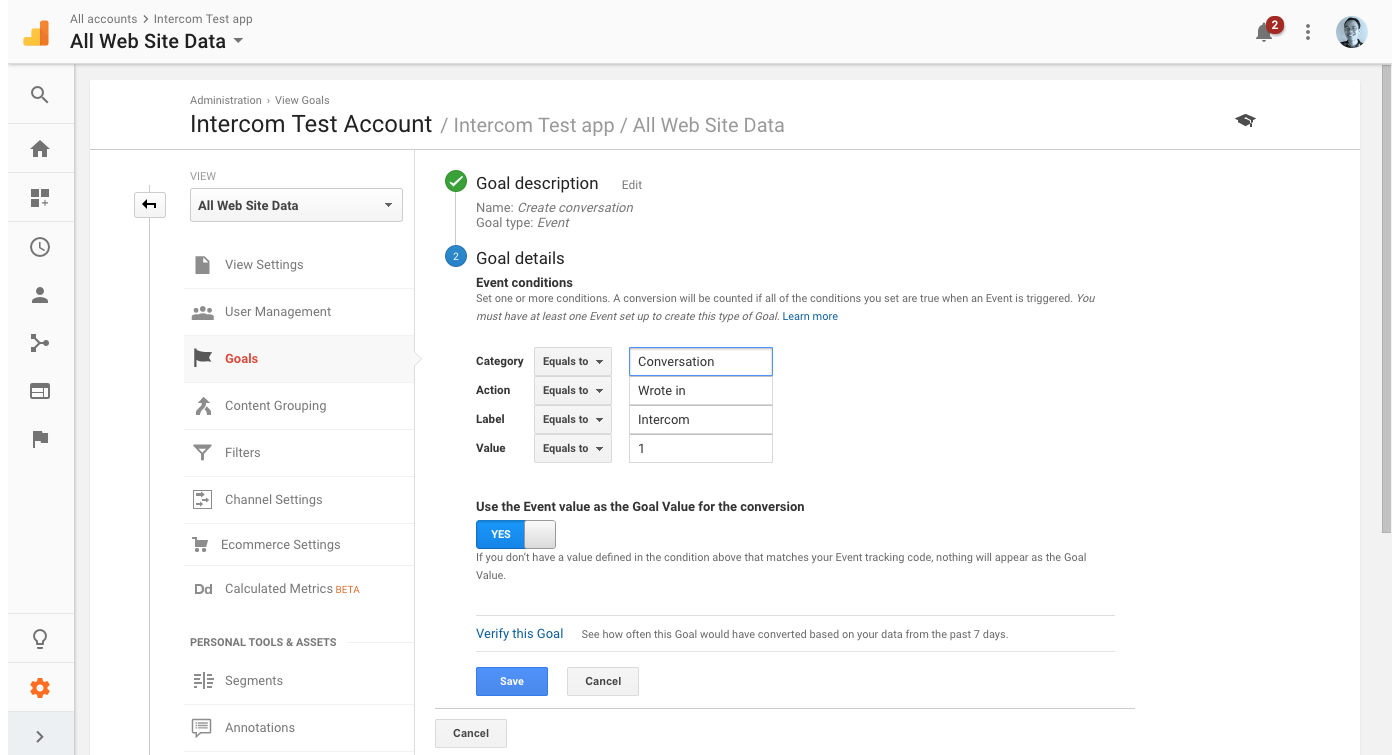 All accounts > Intercom Test app
All Web Site Data
2
Administration › View Goals
Intercom Test Account / Intercom Test app / All Web Site Data
VIEW
All Web Site Data
View Settings
User Management
Goals
Content Grouping
Filters
Channel Settings
Ecommerce Settings
Dd Calculated Metrics BETA
PERSONAL TOOLS & ASSETS
Segments
Annotations
Goal description Edit
Name: Create conversation
Goal type: Event
2 Goal details
Event conditions
Set one or more conditions. A conversion will be counted if all of the conditions you set are true when an Event is triggered. You
must have at least one Event set up to create this type of Goal. Learn more
Category Equals to Conversation
Action Equals to Wrote in
Label Equals to Intercom
Value Equals to 1
Use the Event value as the Goal Value for the conversion
YES
If you don't have a value defined in the condition above that matches your Event tracking code, nothing will appear as the Goal
Value.
Verify this Goal See how often this Goal would have converted based on your data from the past 7 days.
Save Cancel
Cancel